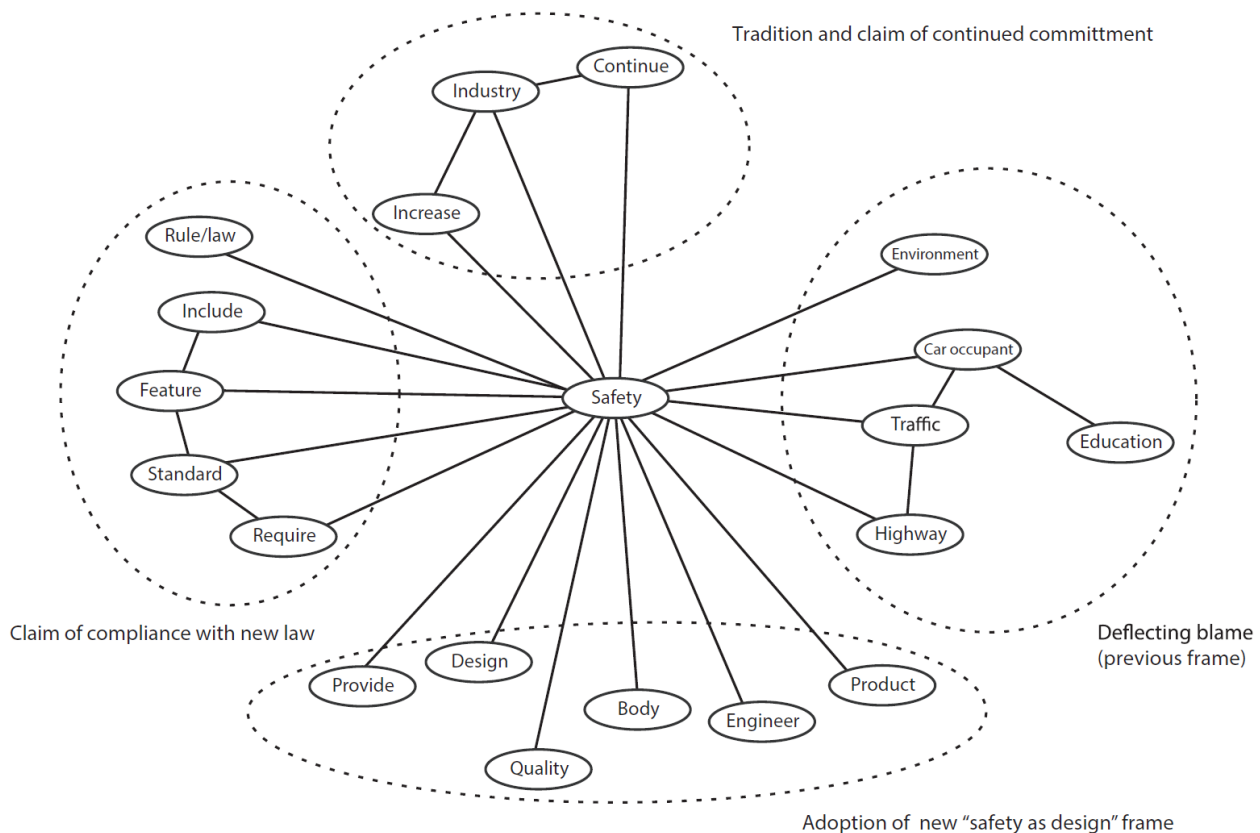 Tradition and claim of continued committment
Continue
Industry
Increase
Rule/law
Environment
Include
Car occupant
Feature
Safety
Traffic
Education
Standard
Require
Highway
Claim of compliance with new law
Deflecting blame
(previous frame)
Design
Provide
Product
Body
Engineer
Quality
Adoption of new “safety as design” frame